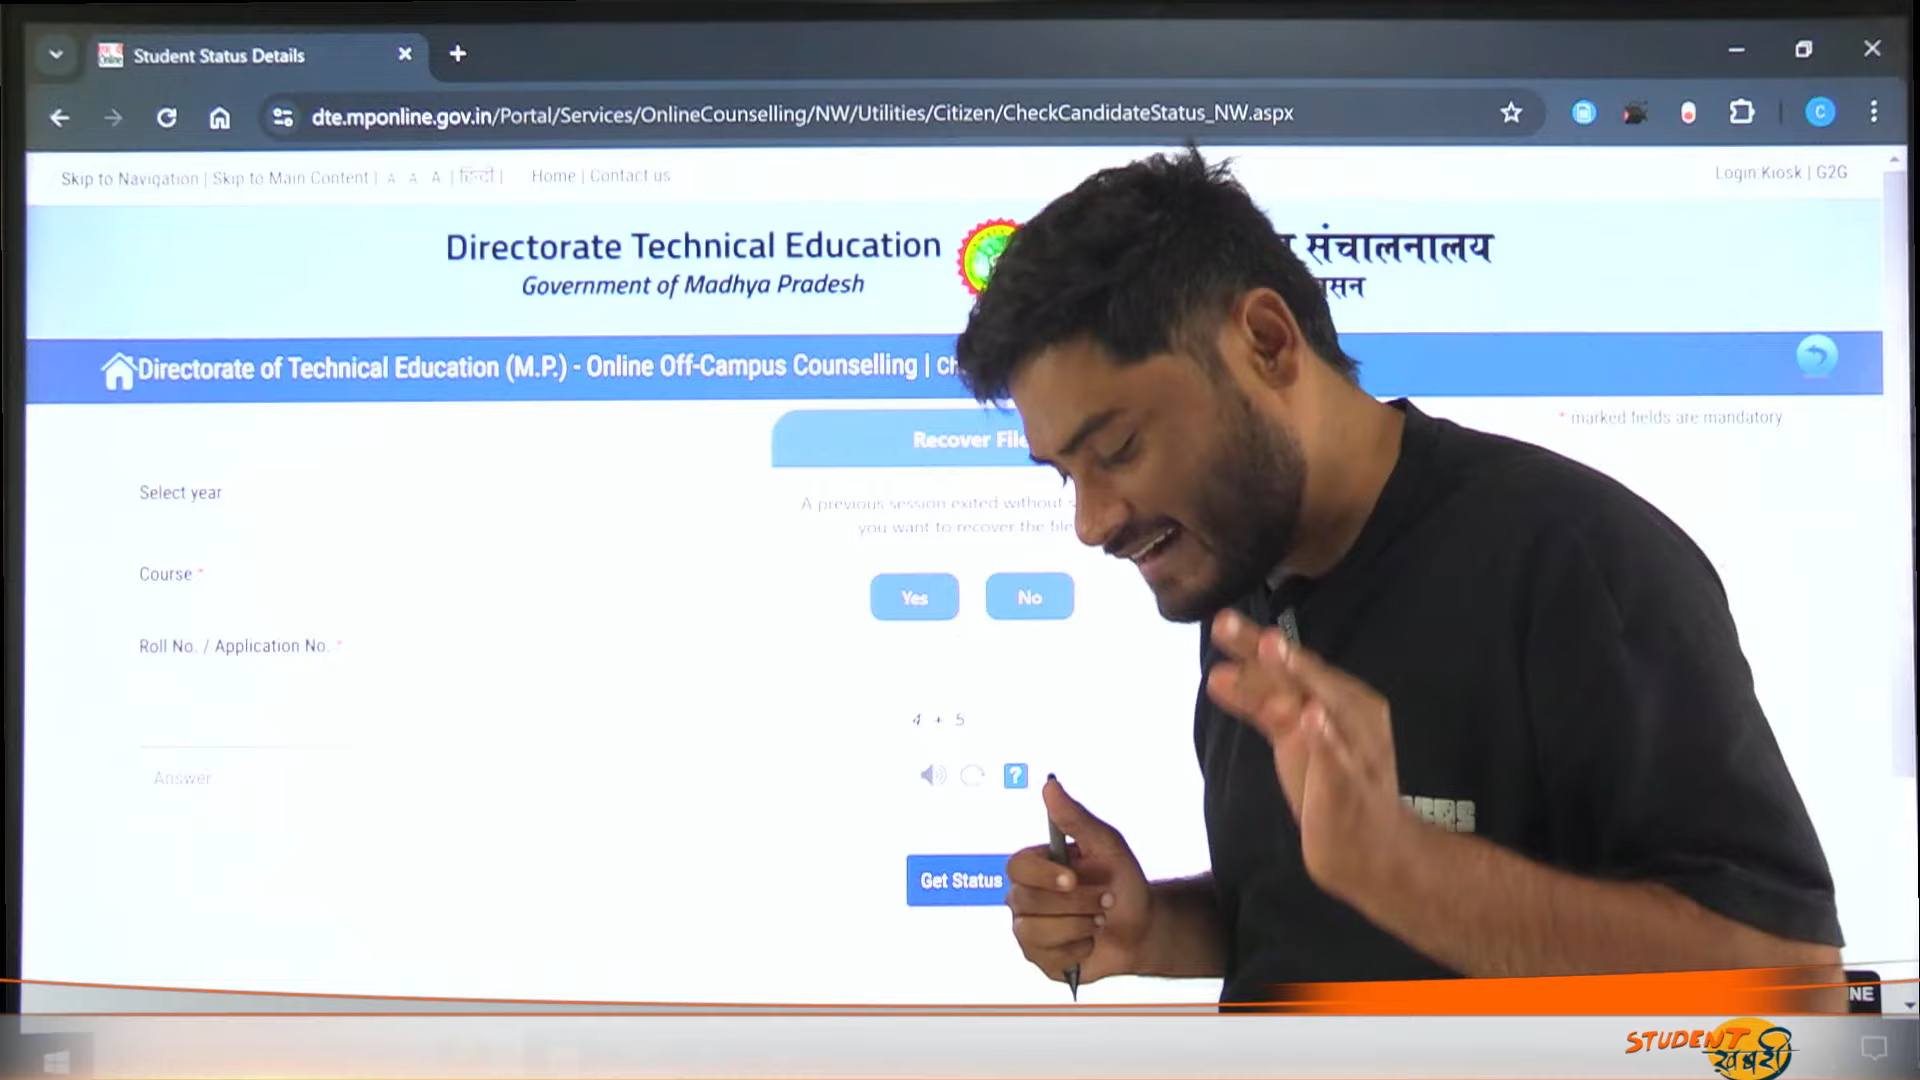 Student Status Details
dte.mponline.gov.in/Portal/Services/OnlineCounselling/NW/Utilities/Citizen/CheckCandidateStatus_NW.aspx
Skip to Navigation | Skip to Main Content | A A A | हिन्दी | Home | Contact us
Login:Kiosk | G2G
Directorate Technical Education
संचालनालय
Government of Madhya Pradesh
Directorate of Technical Education (M.P.) - Online Off-Campus Counselling |
* marked fields are mandatory
Recover File
Select year
A previous session exited without
you want to recover the file
Course *
Yes
No
Roll No. / Application No. *
4 + 5
Answer
?
Get Status
NE
STUDENT
ख़बरी